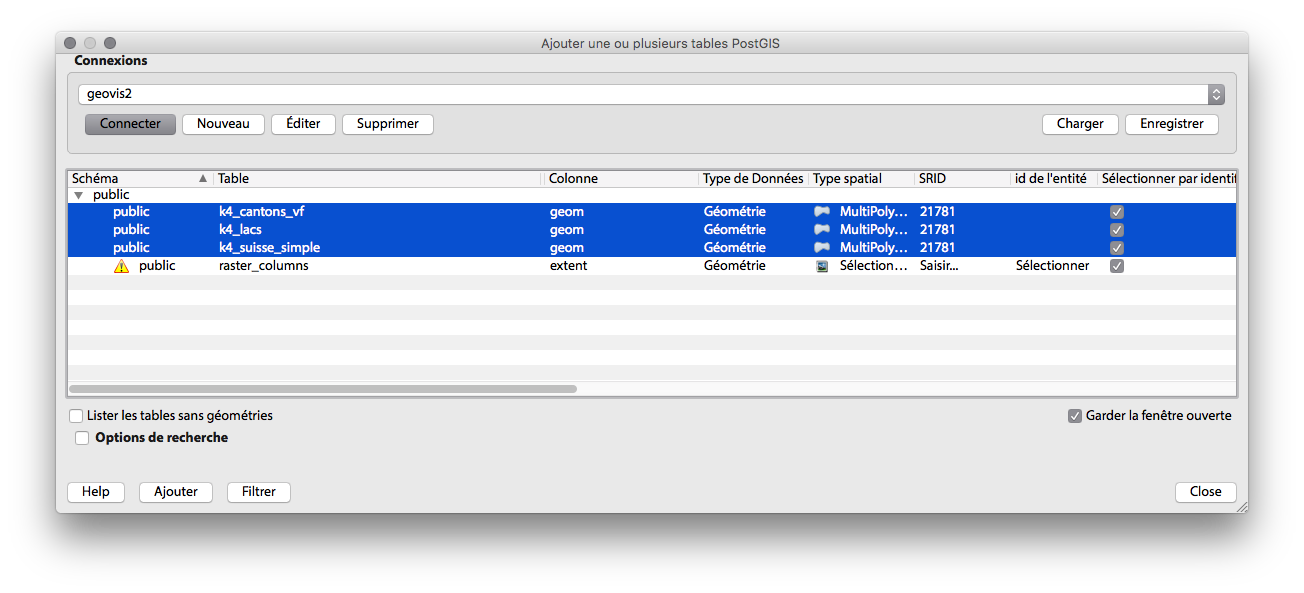 Ajouter une ou plusieurs tables PostGIS
Connexions
geovis2
Connecter Nouveau Éditer Supprimer Charger Enregistrer
Schéma Table Colonne Type de Données Type spatial SRID id de l'entité Sélectionner par identif
public
public k4_cantons_vf geom Géométrie MultiPoly… 21781
public k4_lacs geom Géométrie MultiPoly… 21781
public k4_suisse_simple geom Géométrie MultiPoly… 21781
public raster_columns extent Géométrie Sélection… Saisir… Sélectionner
Lister les tables sans géométries Garder la fenêtre ouverte
Options de recherche
Help Ajouter Filtrer Close